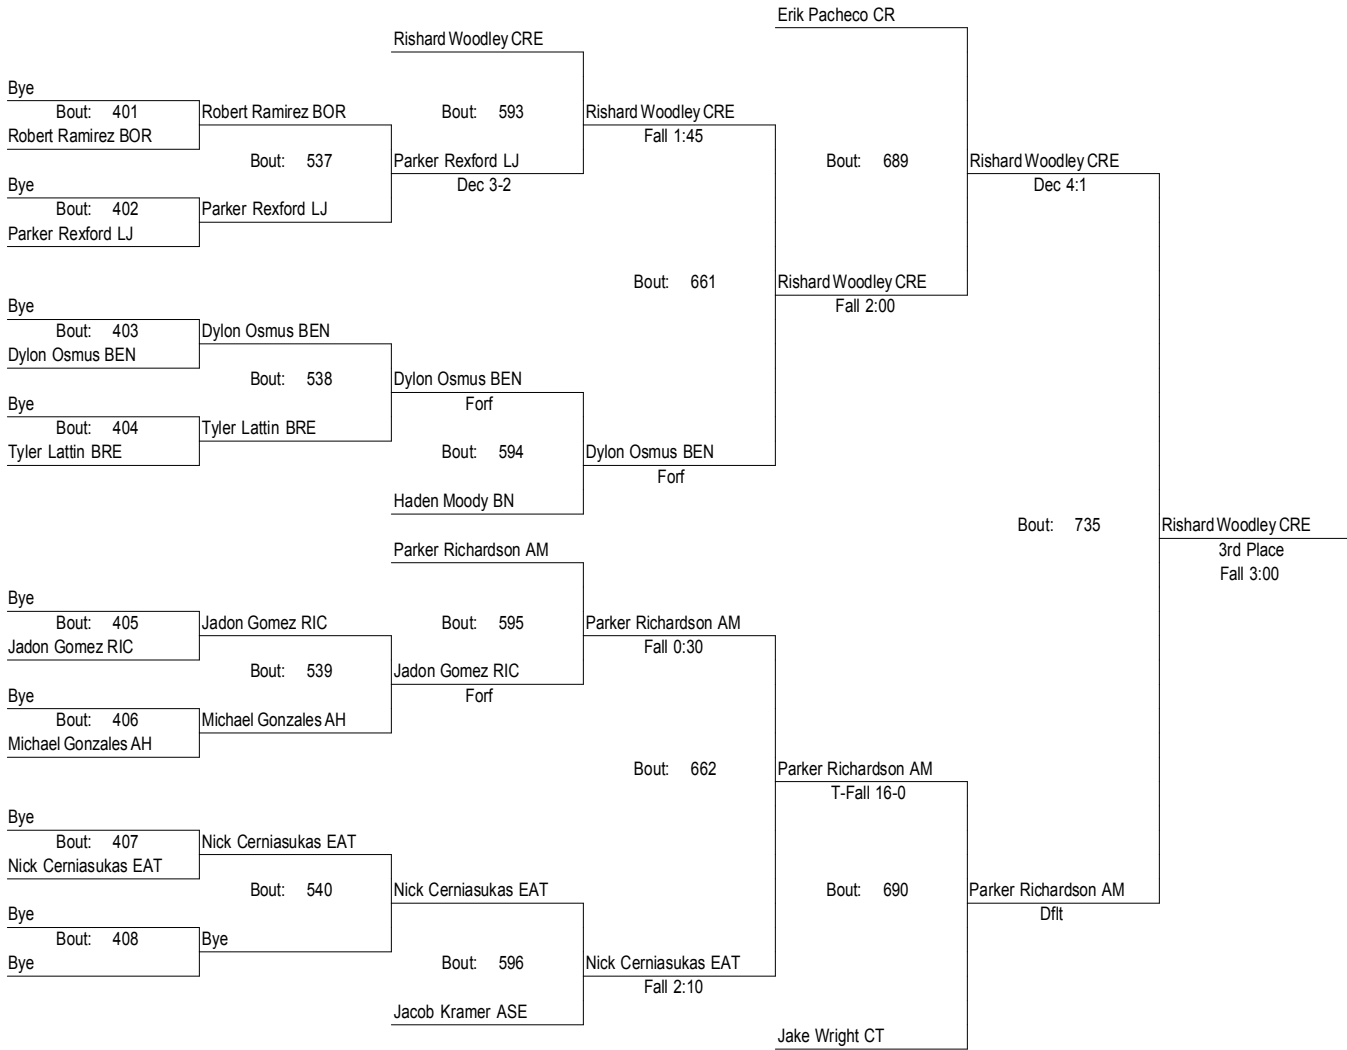 Erik Pacheco CR
Rishard Woodley CRE
Bye
Bout: 401
Robert Ramirez BOR
Bout: 593
Rishard Woodley CRE
Robert Ramirez BOR
Fall 1:45
Bout: 537
Parker Rexford LJ
Bout: 689
Rishard Woodley CRE
Bye
Dec 3-2
Dec 4:1
Bout: 402
Parker Rexford LJ
Parker Rexford LJ
Bout: 661
Rishard Woodley CRE
Bye
Fall 2:00
Bout: 403
Dylon Osmus BEN
Dylon Osmus BEN
Bout: 538
Dylon Osmus BEN
Bye
Forf
Bout: 404
Tyler Lattin BRE
Tyler Lattin BRE
Bout: 594
Dylon Osmus BEN
Forf
Haden Moody BN
Bout: 735
Rishard Woodley CRE
Parker Richardson AM
3rd Place
Fall 3:00
Bye
Bout: 405
Jadon Gomez RIC
Bout: 595
Parker Richardson AM
Jadon Gomez RIC
Fall 0:30
Bout: 539
Jadon Gomez RIC
Bye
Forf
Bout: 406
Michael Gonzales AH
Michael Gonzales AH
Bout: 662
Parker Richardson AM
T-Fall 16-0
Bye
Bout: 407
Nick Cerniasukas EAT
Nick Cerniasukas EAT
Bout: 540
Nick Cerniasukas EAT
Bout: 690
Parker Richardson AM
Bye
Dflt
Bout: 408
Bye
Bye
Bout: 596
Nick Cerniasukas EAT
Fall 2:10
Jacob Kramer ASE
Jake Wright CT